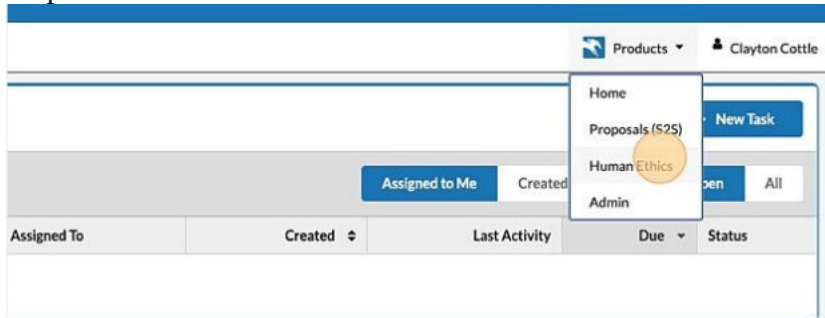 Products Clayton Cottle
Home
New Task
Proposals (S2S)
Human Ethics
Assigned to Me Created All
Admin
Assigned To Created Last Activity Due Status